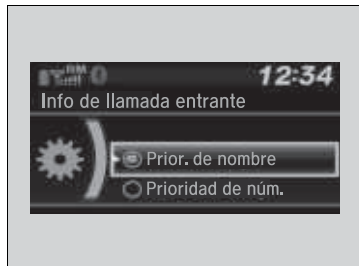 12:34
Info de llamada entrante
Prior. de nombre
Prioridad de núm.